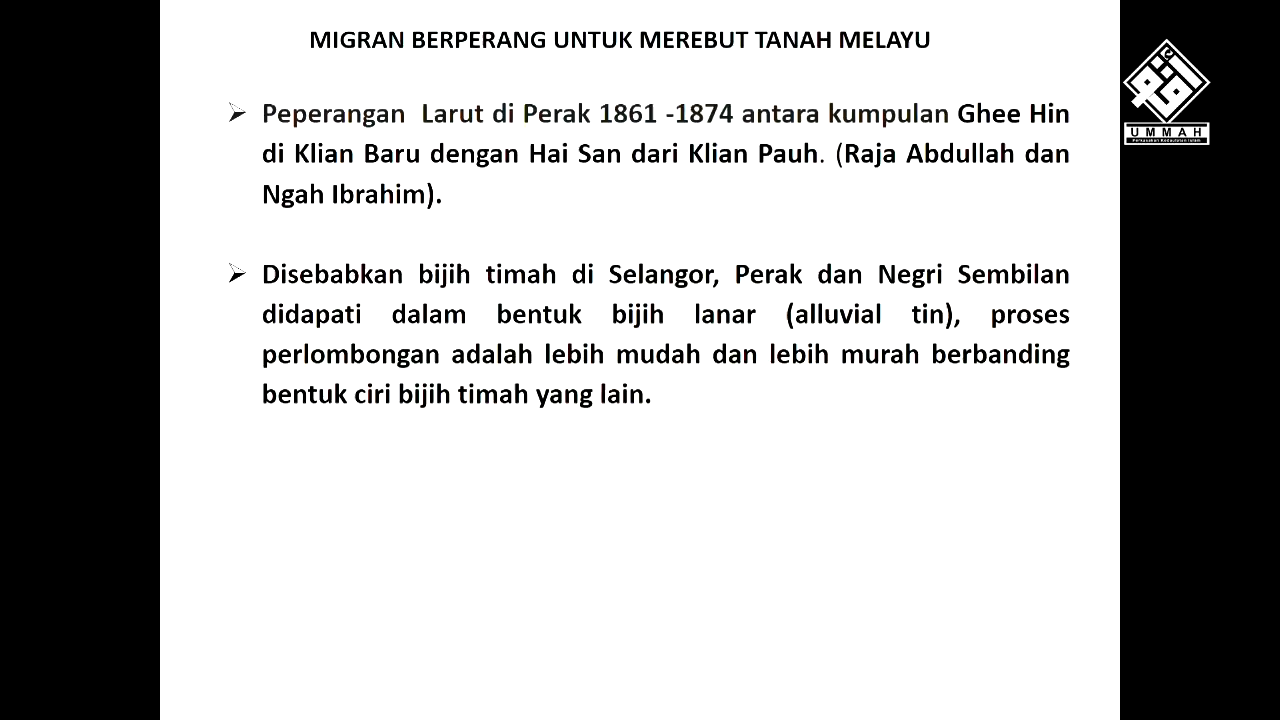 MIGRAN BERPERANG UNTUK MEREBUT TANAH MELAYU
➢ Peperangan Larut di Perak 1861 -1874 antara kumpulan Ghee Hin
di Klian Baru dengan Hai San dari Klian Pauh. (Raja Abdullah dan
Ngah Ibrahim).
➢ Disebabkan bijih timah di Selangor, Perak dan Negri Sembilan
didapati dalam bentuk bijih lanar (alluvial tin), proses
perlombongan adalah lebih mudah dan lebih murah berbanding
bentuk ciri bijih timah yang lain.
UMMAH
Perkasakan Kedaulatan Islam